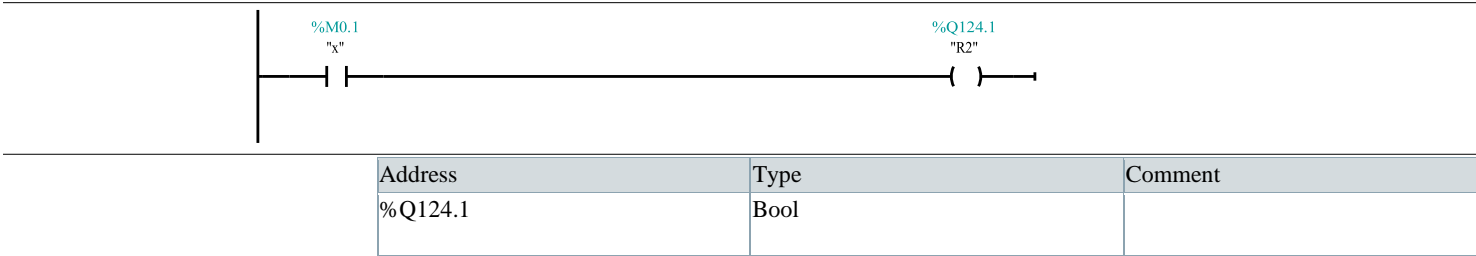 %M0.1 %Q124.1
"x" "R2"
Address Type Comment
%Q124.1 Bool